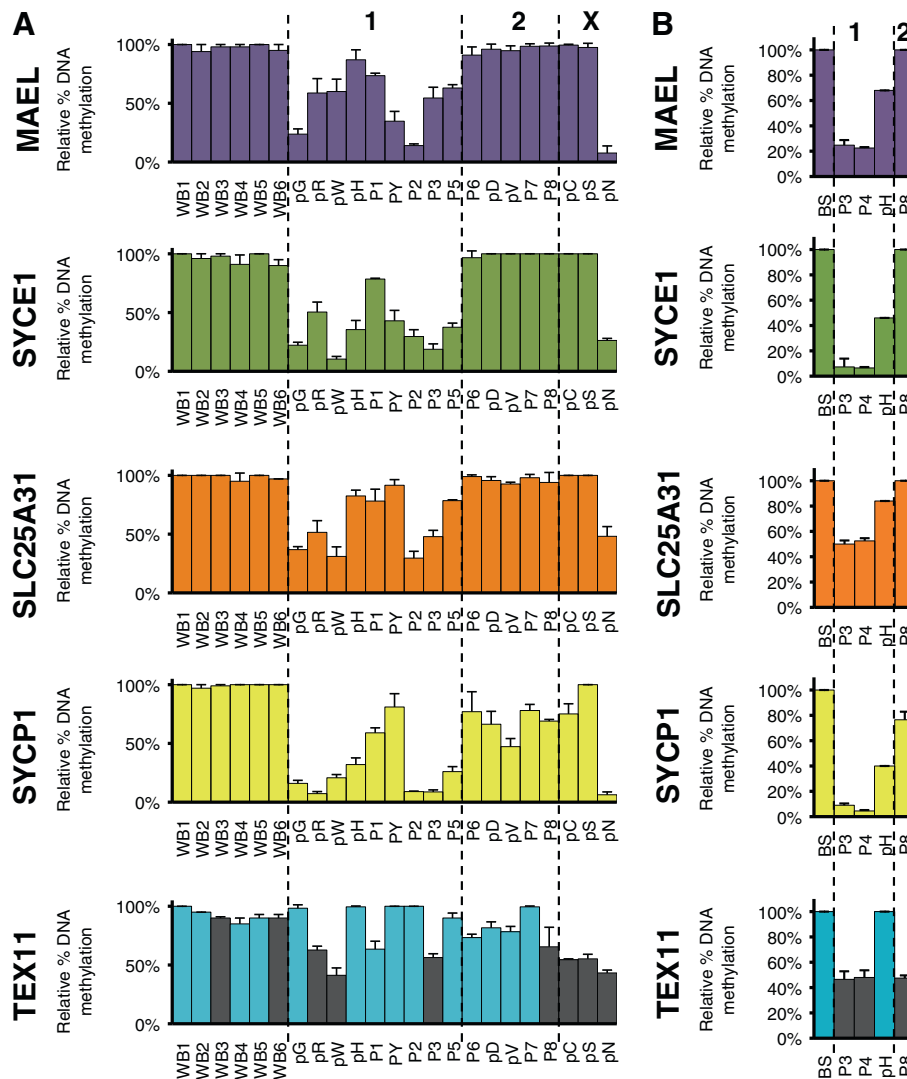 A
1
2
X
MAEL
Relative % DNA
methylation
100%
50%
0%
WB1 WB2 WB3 WB4 WB5 WB6 pG pR pW pH P1 PY P2 P3 P5 P6 pD pV P7 P8 pC pS pN
SYCE1
Relative % DNA
methylation
100%
50%
0%
WB1 WB2 WB3 WB4 WB5 WB6 pG pR pW pH P1 PY P2 P3 P5 P6 pD pV P7 P8 pC pS pN
SLC25A31
Relative % DNA
methylation
100%
50%
0%
WB1 WB2 WB3 WB4 WB5 WB6 pG pR pW pH P1 PY P2 P3 P5 P6 pD pV P7 P8 pC pS pN
SYCP1
Relative % DNA
methylation
100%
50%
0%
WB1 WB2 WB3 WB4 WB5 WB6 pG pR pW pH P1 PY P2 P3 P5 P6 pD pV P7 P8 pC pS pN
TEX11
Relative % DNA
methylation
100%
50%
0%
WB1 WB2 WB3 WB4 WB5 WB6 pG pR pW pH P1 PY P2 P3 P5 P6 pD pV P7 P8 pC pS pN
B
1
2
MAEL
Relative % DNA
methylation
100%
80%
60%
40%
20%
0%
BS P3 P4 pH P8
SYCE1
Relative % DNA
methylation
100%
80%
60%
40%
20%
0%
BS P3 P4 pH P8
SLC25A31
Relative % DNA
methylation
100%
80%
60%
40%
20%
0%
BS P3 P4 pH P8
SYCP1
Relative % DNA
methylation
100%
80%
60%
40%
20%
0%
BS P3 P4 pH P8
TEX11
Relative % DNA
methylation
100%
80%
60%
40%
20%
0%
BS P3 P4 pH P8